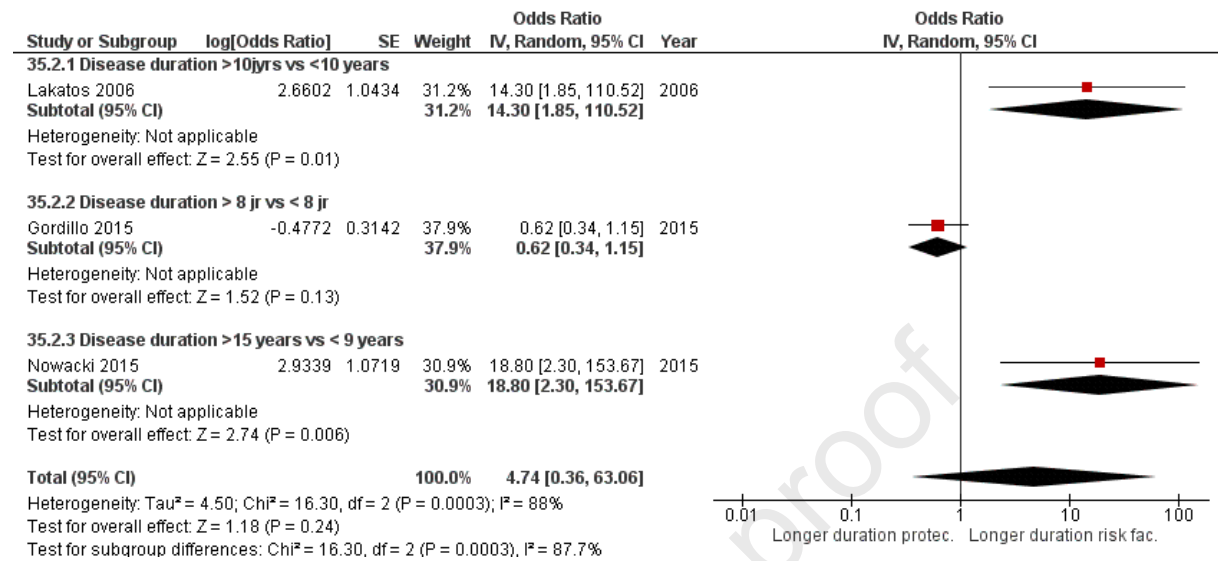 Odds Ratio Odds Ratio
Study or Subgroup log[Odds Ratio] SE Weight IV, Random, 95% CI Year IV, Random, 95% CI
35.2.1 Disease duration >10jyrs vs <10 years
Lakatos 2006 2.6602 1.0434 31.2% 14.30 [1.85, 110.52] 2006
Subtotal (95% CI) 31.2% 14.30 [1.85, 110.52]
Heterogeneity: Not applicable
Test for overall effect: Z = 2.55 (P = 0.01)
35.2.2 Disease duration > 8 jr vs < 8 jr
Gordillo 2015 -0.4772 0.3142 37.9% 0.62 [0.34, 1.15] 2015
Subtotal (95% CI) 37.9% 0.62 [0.34, 1.15]
Heterogeneity: Not applicable
Test for overall effect: Z = 1.52 (P = 0.13)
35.2.3 Disease duration >15 years vs < 9 years
Nowacki 2015 2.9339 1.0719 30.9% 18.80 [2.30, 153.67] 2015
Subtotal (95% CI) 30.9% 18.80 [2.30, 153.67]
Heterogeneity: Not applicable
Test for overall effect: Z = 2.74 (P = 0.006)
Total (95% CI) 100.0% 4.74 [0.36, 63.06]
Heterogeneity: Tau² = 4.50; Chi² = 16.30, df = 2 (P = 0.0003); I² = 88%
Test for overall effect: Z = 1.18 (P = 0.24)
Test for subgroup differences: Chi² = 16.30, df = 2 (P = 0.0003), I² = 87.7%
0.01 0.1 1 10 100
Longer duration protec. Longer duration risk fac.
proof